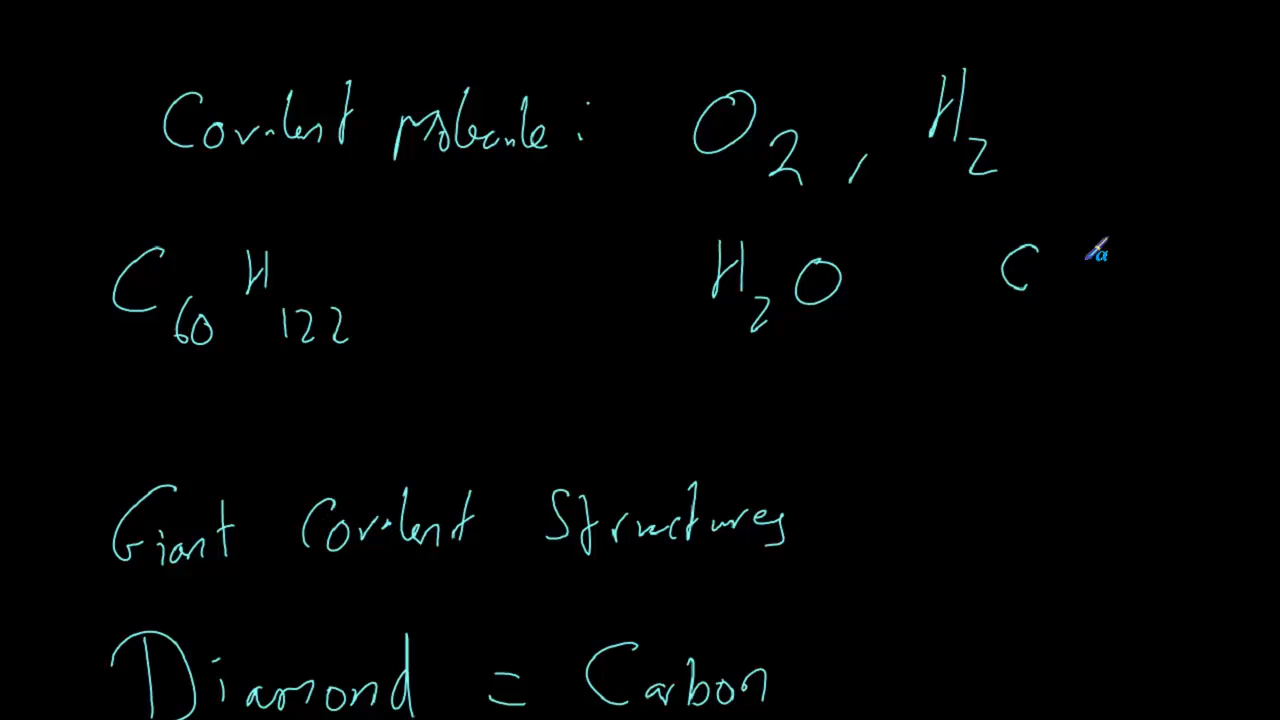 Covalent Molecule: O₂, H₂
C₆₀H₁₂₂ H₂O C
Giant Covalent Structures
Diamond = Carbon